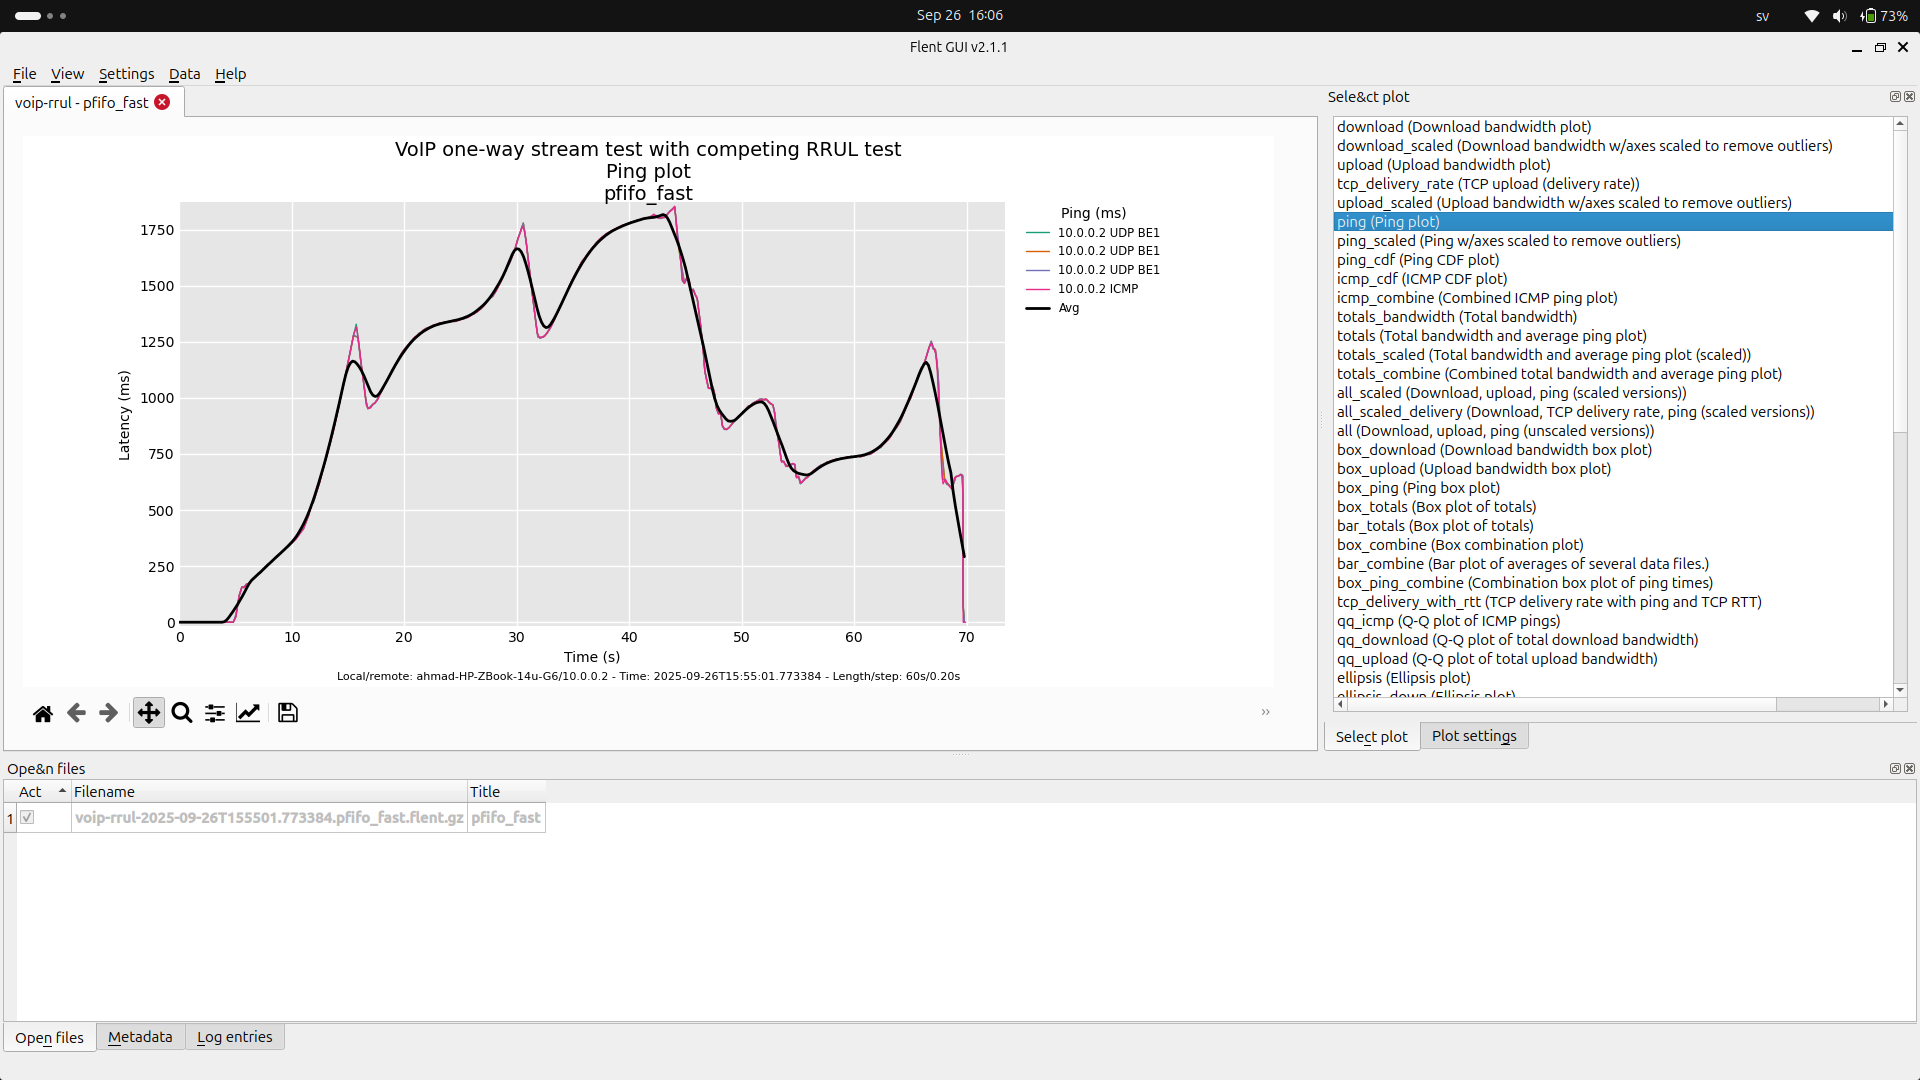 Sep 26 16:06
sv
73%
Flent GUI v2.1.1
File View Settings Data Help
voip-rrul - pfifo_fast
VoIP one-way stream test with competing RRUL test
Ping plot
pfifo_fast
Latency (ms)
1750
1500
1250
1000
750
500
250
0
0 10 20 30 40 50 60 70
Time (s)
Ping (ms)
10.0.0.2 UDP BE1
10.0.0.2 UDP BE1
10.0.0.2 UDP BE1
10.0.0.2 ICMP
Avg
Local/remote: ahmad-HP-ZBook-14u-G6/10.0.0.2 - Time: 2025-09-26T15:55:01.773384 - Length/step: 60s/0.20s
Sele&ct plot
download (Download bandwidth plot)
download_scaled (Download bandwidth w/axes scaled to remove outliers)
upload (Upload bandwidth plot)
tcp_delivery_rate (TCP upload (delivery rate))
upload_scaled (Upload bandwidth w/axes scaled to remove outliers)
ping (Ping plot)
ping_scaled (Ping w/axes scaled to remove outliers)
ping_cdf (Ping CDF plot)
icmp_cdf (ICMP CDF plot)
icmp_combine (Combined ICMP ping plot)
totals_bandwidth (Total bandwidth)
totals (Total bandwidth and average ping plot)
totals_scaled (Total bandwidth and average ping plot (scaled))
totals_combine (Combined total bandwidth and average ping plot)
all_scaled (Download, upload, ping (scaled versions))
all_scaled_delivery (Download, TCP delivery rate, ping (scaled versions))
all (Download, upload, ping (unscaled versions))
box_download (Download bandwidth box plot)
box_upload (Upload bandwidth box plot)
box_ping (Ping box plot)
box_totals (Box plot of totals)
bar_totals (Box plot of totals)
box_combine (Box combination plot)
bar_combine (Bar plot of averages of several data files.)
box_ping_combine (Combination box plot of ping times)
tcp_delivery_with_rtt (TCP delivery rate with ping and TCP RTT)
qq_icmp (Q-Q plot of ICMP pings)
qq_download (Q-Q plot of total download bandwidth)
qq_upload (Q-Q plot of total upload bandwidth)
ellipsis (Ellipsis plot)
ellipsis_down (Ellipsis plot)
Select plot Plot settings
Ope&n files
Act Filename Title
1 voip-rrul-2025-09-26T155501.773384.pfifo_fast.flent.gz pfifo_fast
Open files Metadata Log entries